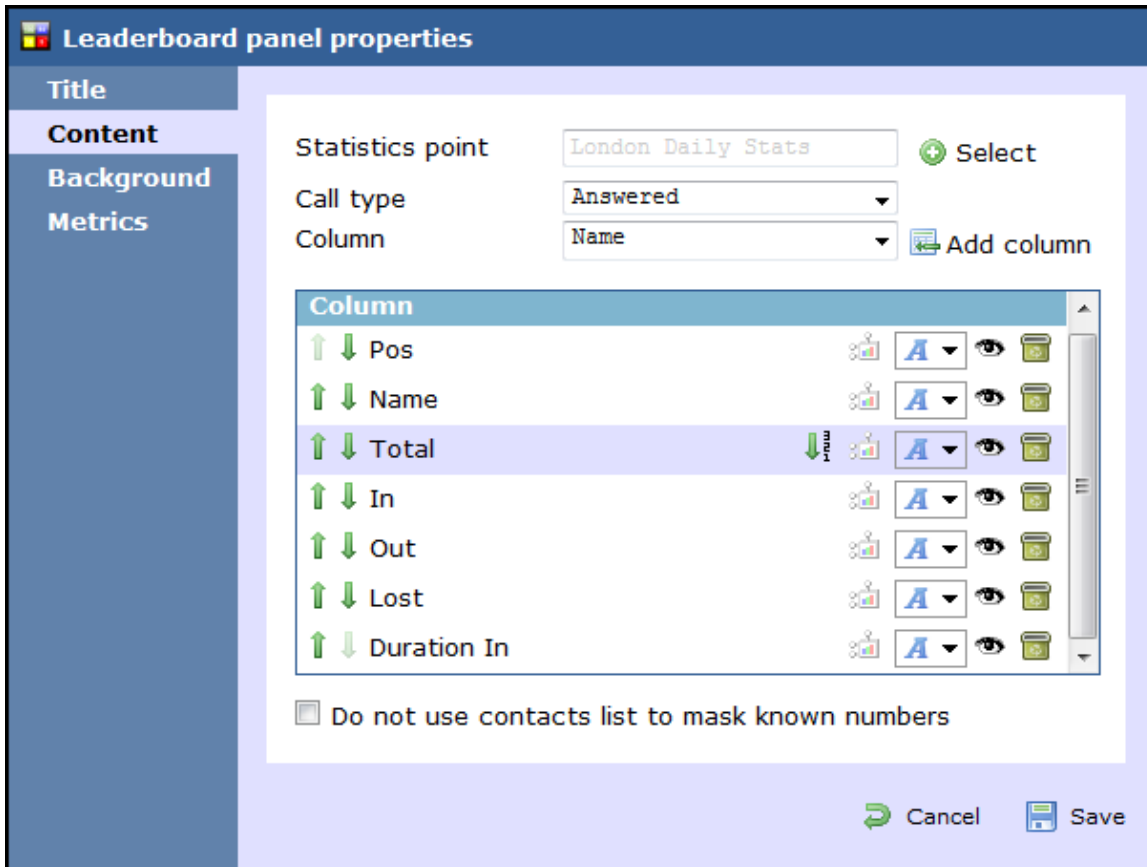 Leaderboard panel properties
Title
Content
Background
Metrics
Statistics point London Daily Stats Select
Call type Answered
Column Name Add column
Column
Pos A
Name A
Total 321 A
In A
Out A
Lost A
Duration In A
Do not use contacts list to mask known numbers
Cancel Save